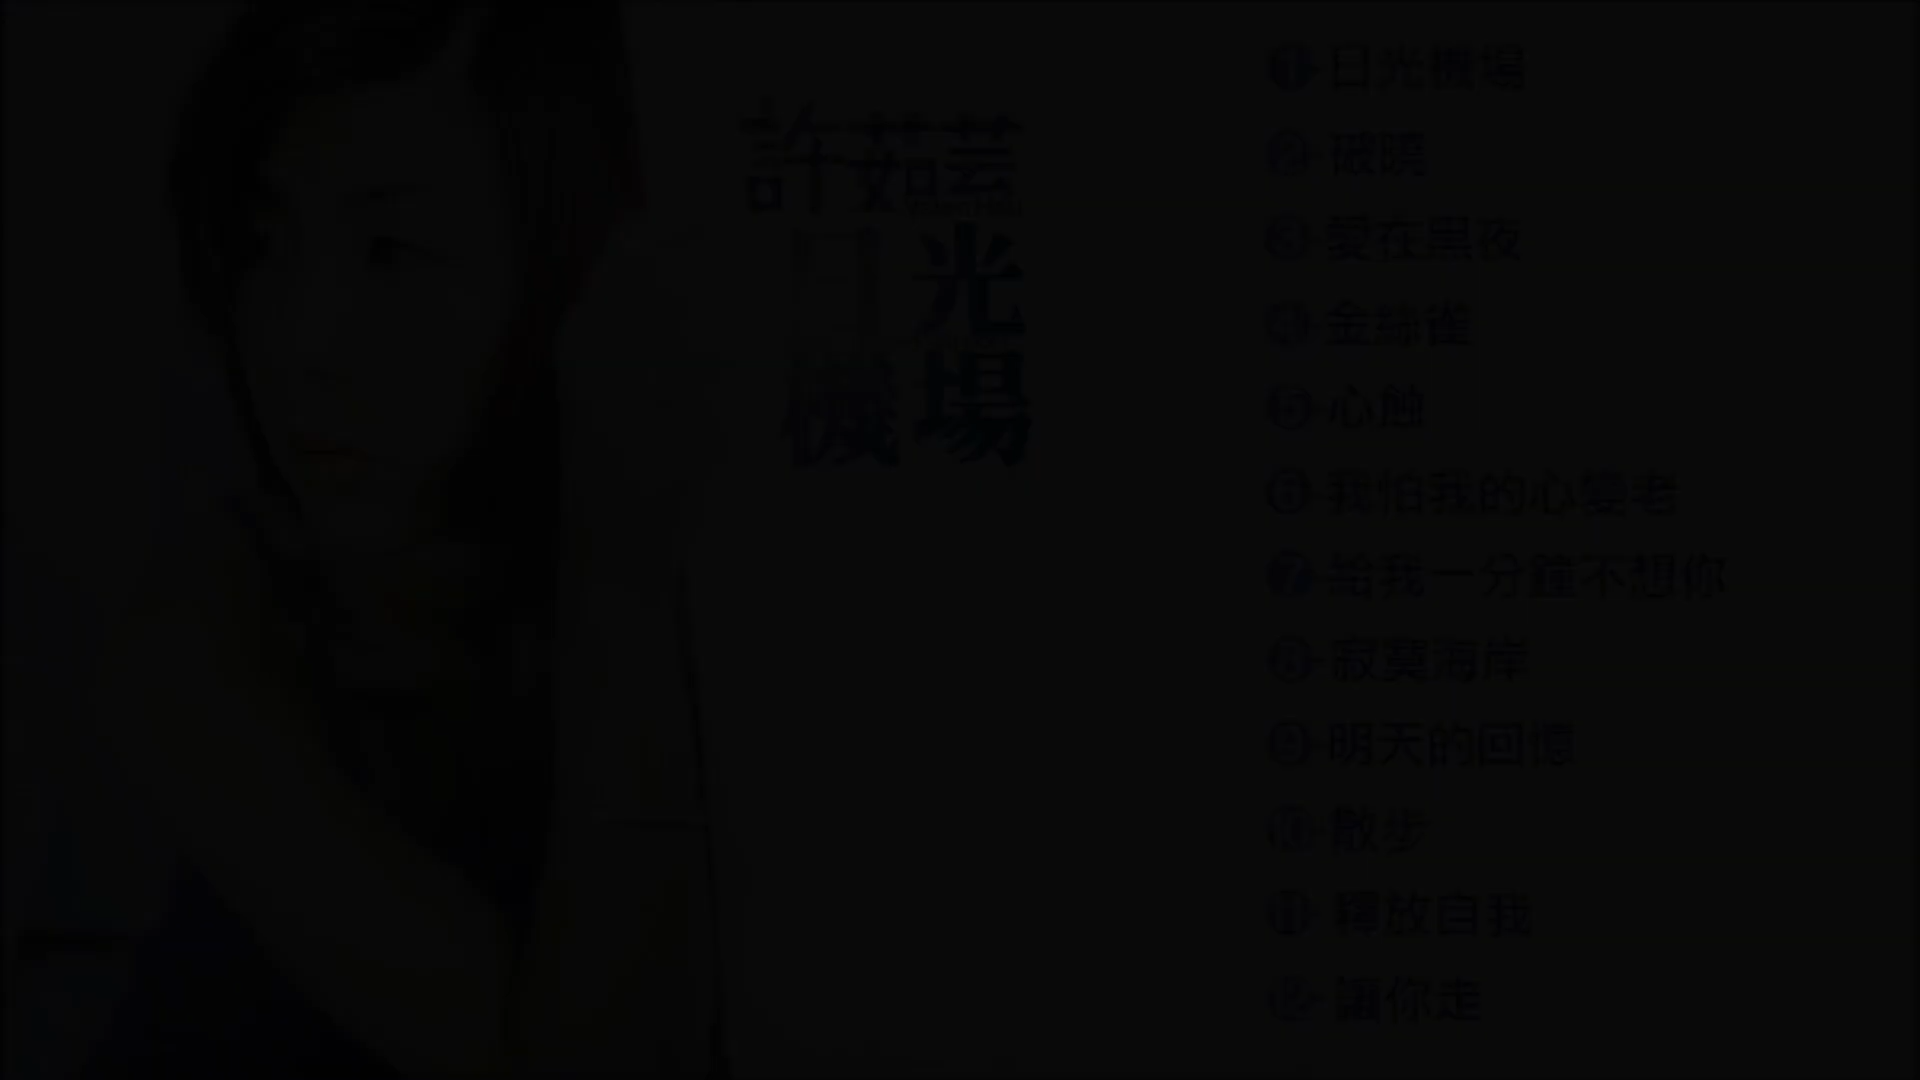 許茹芸
日光
機場
① 日光機場
② 破曉
③ 愛在黑夜
④ 金絲雀
⑤ 心蝕
⑥ 我怕我的心變老
⑦ 給我一分鐘不想你
⑧ 寂寞海岸
⑨ 明天的回憶
⑩ 散步
⑪ 釋放自我
⑫ 讓你走